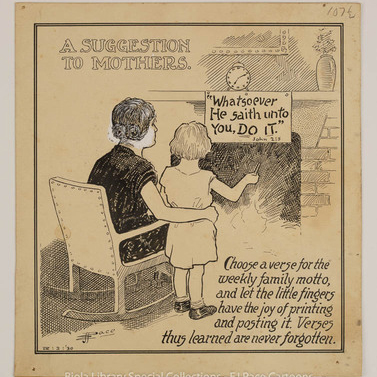 A SUGGESTION
TO MOTHERS.
"Whatsoever
He saith unto
You, DO IT."
John 2:5
Choose a verse for the
weekly family motto,
and let the little fingers
have the joy of printing
and posting it. Verses
thus learned are never forgotten.
Pace
Biola Library Special Collections - EJ Pace Cartoons